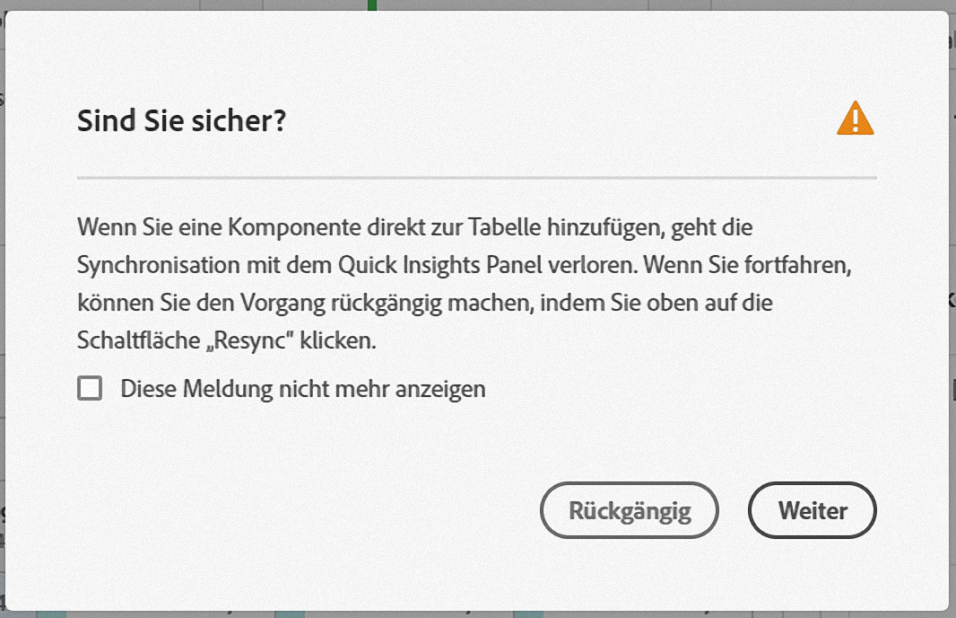 Sind Sie sicher?
Wenn Sie eine Komponente direkt zur Tabelle hinzufügen, geht die
Synchronisation mit dem Quick Insights Panel verloren. Wenn Sie fortfahren,
können Sie den Vorgang rückgängig machen, indem Sie oben auf die
Schaltfläche „Resync“ klicken.
Diese Meldung nicht mehr anzeigen
Rückgängig
Weiter